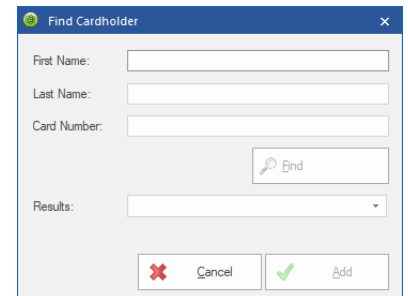 Find Cardholder
First Name:
Last Name:
Card Number:
Find
Results:
Cancel Add